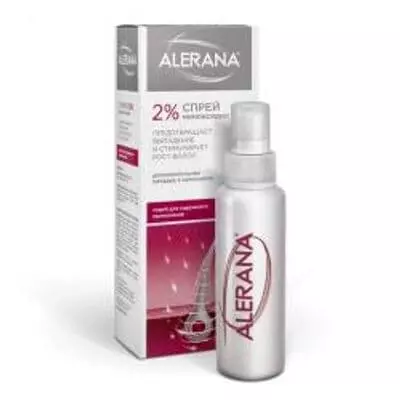 ALERANA®
2% СПРЕЙ
МИНОКСИДИЛ
ПРЕДОТВРАЩАЕТ
ВЫПАДЕНИЕ
И СТИМУЛИРУЕТ
РОСТ ВОЛОС
ALERANA®